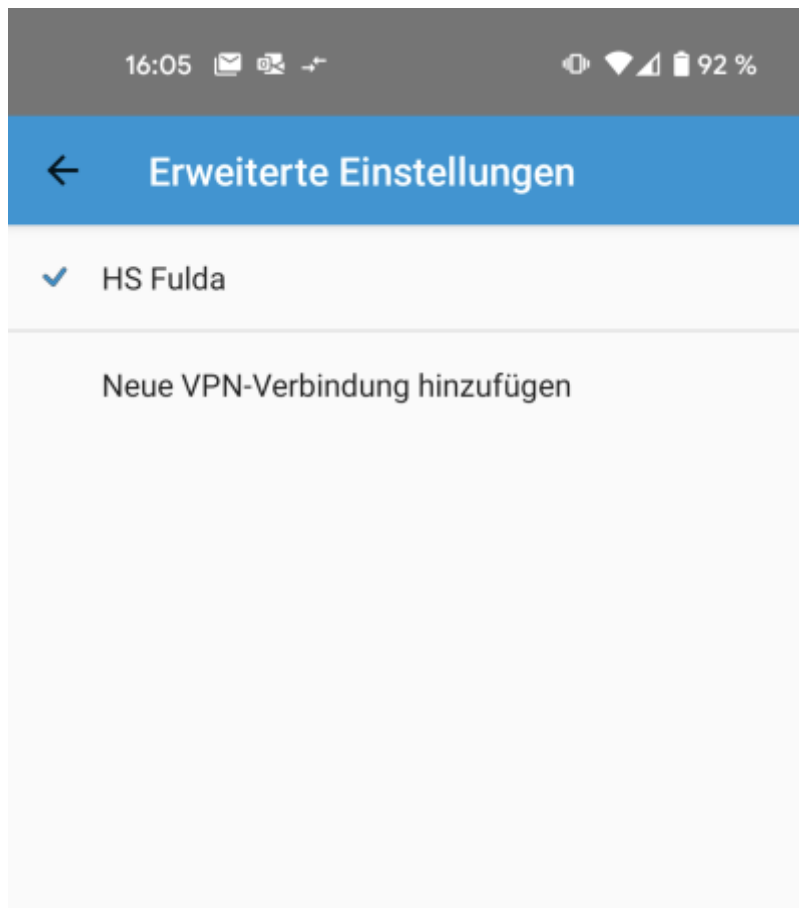 16:05 92 %
Erweiterte Einstellungen
HS Fulda
Neue VPN-Verbindung hinzufügen